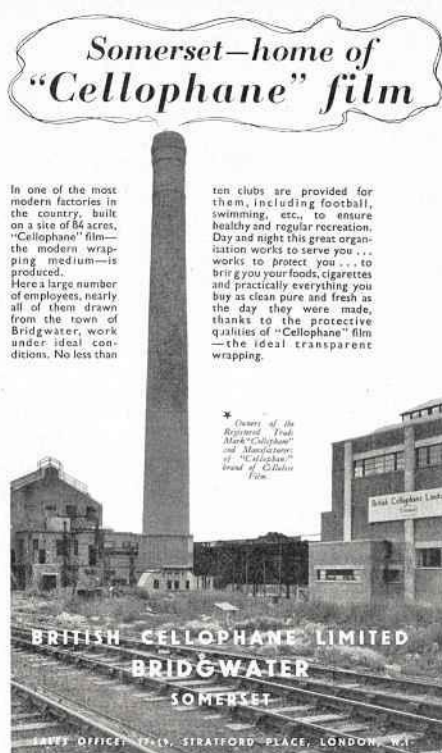 Somerset—home of
"Cellophane" film
In one of the most
modern factories in
the country, built
on a site of 84 acres,
"Cellophane" film—
the modern wrap-
ping medium—is
produced.
Here a large number
of employees, nearly
all of them drawn
from the town of
Bridgwater, work
under ideal con-
ditions. No less than
ten clubs are provided for
them, including football,
swimming, etc., to ensure
healthy and regular recreation.
Day and night this great organ-
isation works to serve you ...
works to protect you ... to
bring you your foods, cigarettes
and practically everything you
buy as clean pure and fresh as
the day they were made,
thanks to the protective
qualities of "Cellophane" film
—the ideal transparent
wrapping.
★
Owners of the
Registered Trade
Mark "Cellophane"
and Manufacturers
of "Cellophane"
brand of Cellulose
Film.
British Cellophane Limited
BRITISH CELLOPHANE LIMITED
BRIDGWATER
SOMERSET
SALES OFFICE: STRATFORD PLACE, LONDON, W.1.